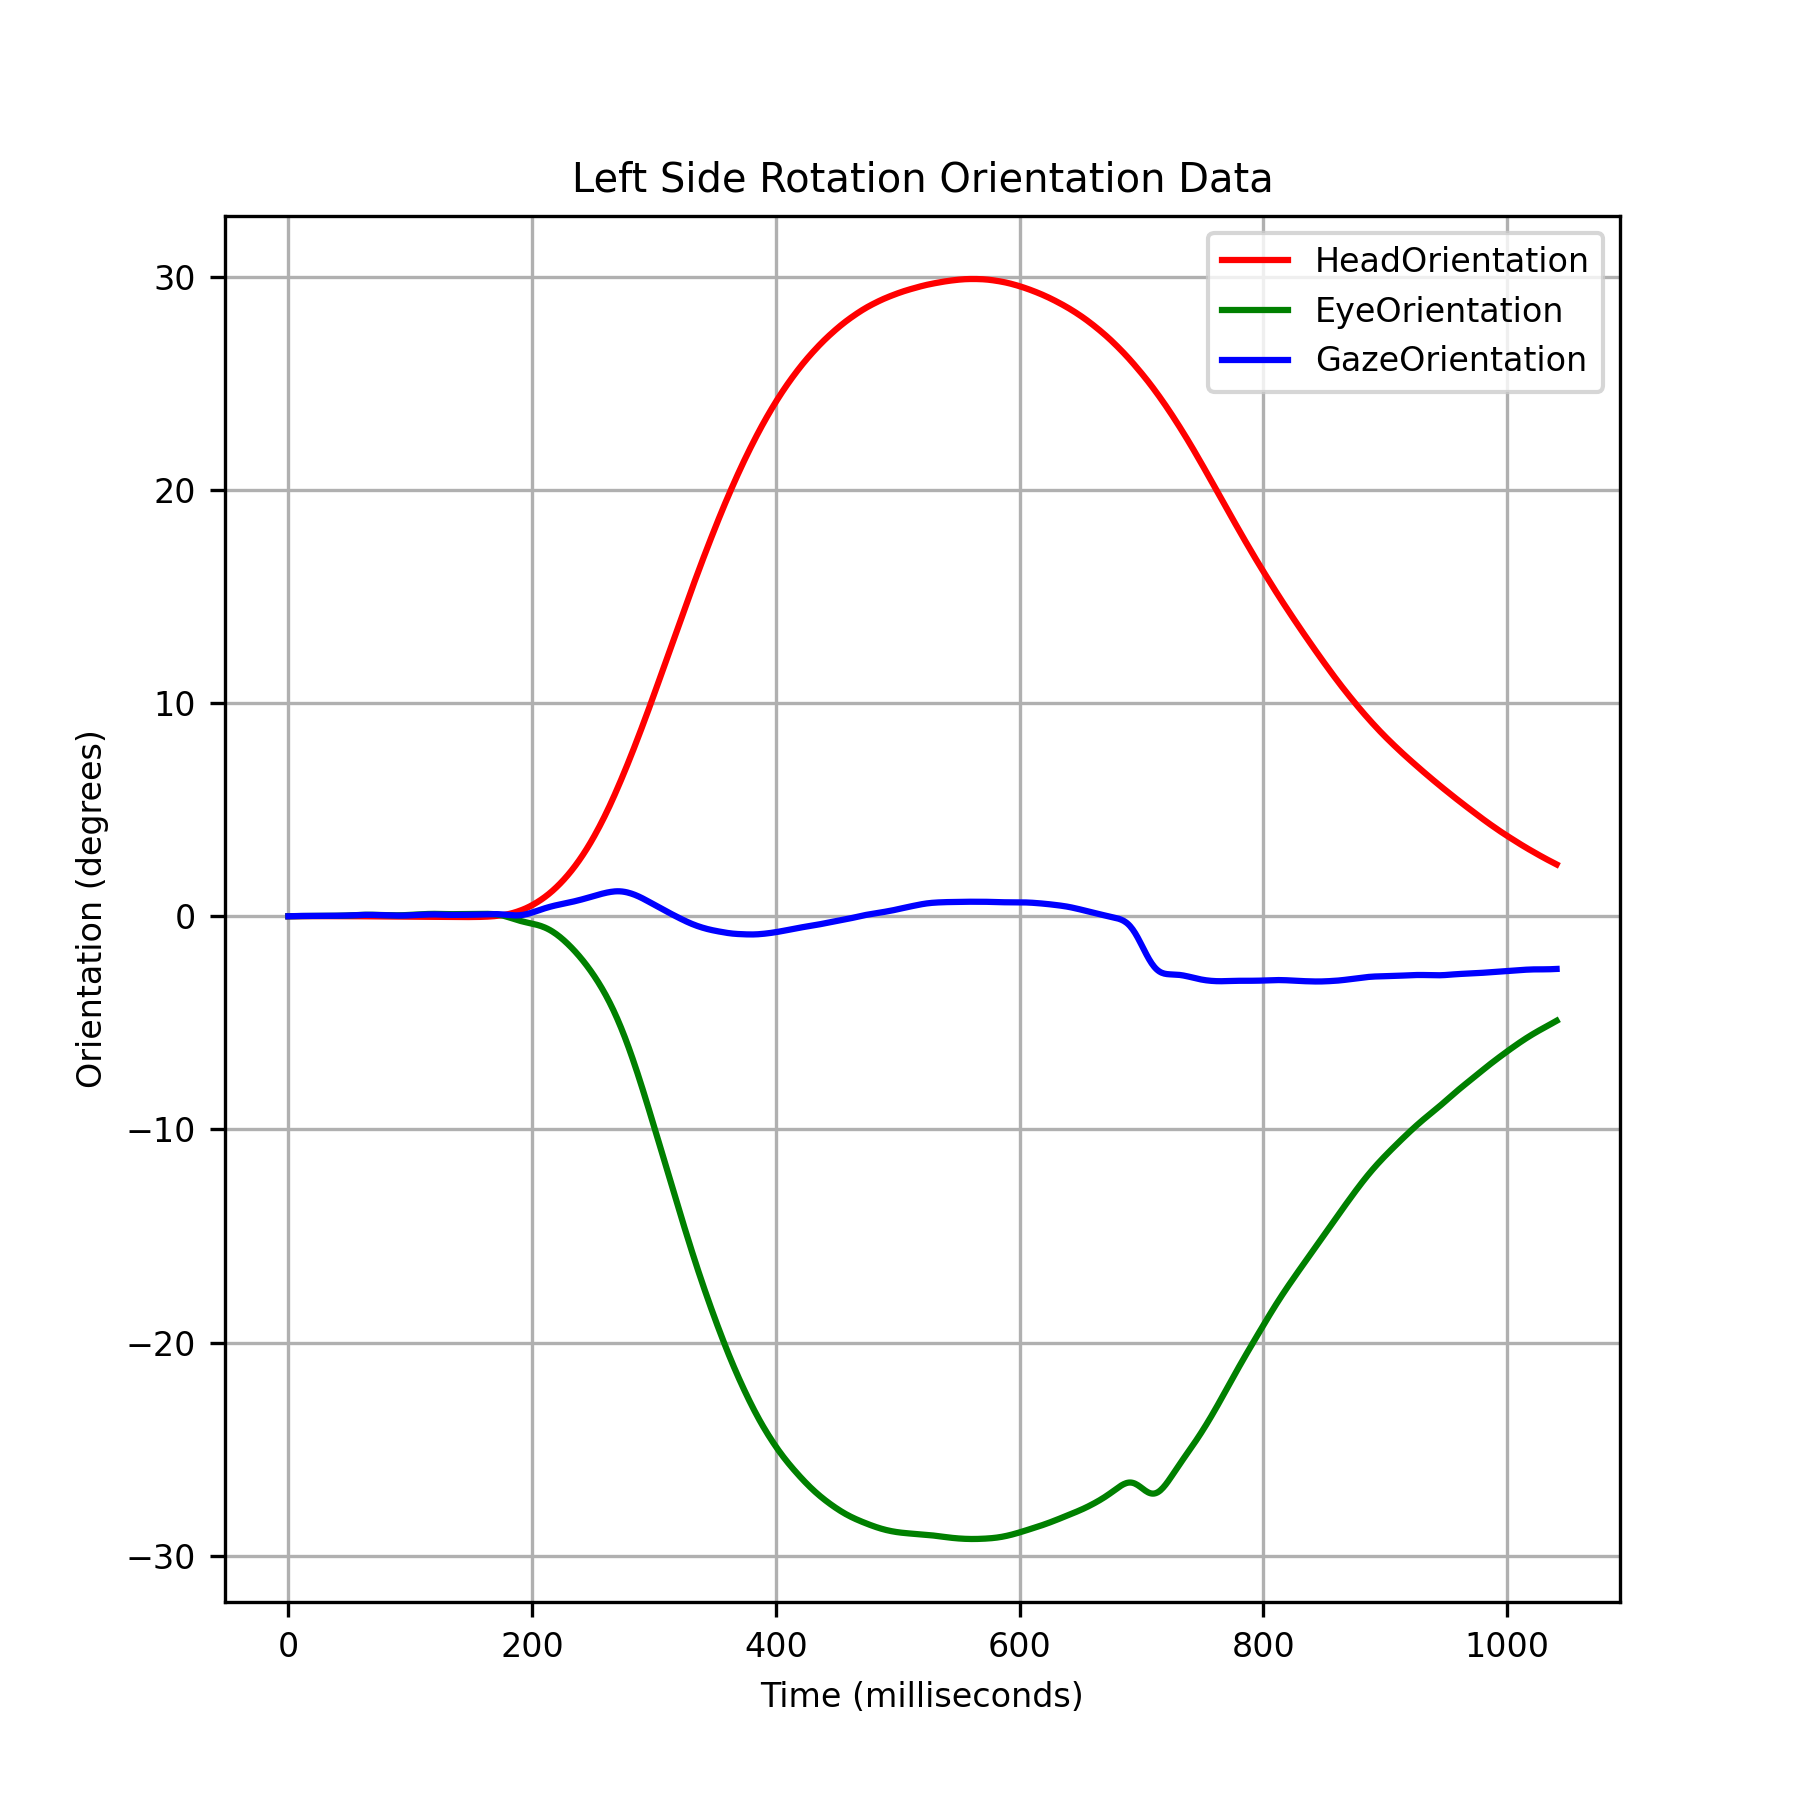 Left Side Rotation Orientation Data
HeadOrientation
EyeOrientation
GazeOrientation
30
20
10
0
−10
−20
−30
Orientation (degrees)
0 200 400 600 800 1000
Time (milliseconds)